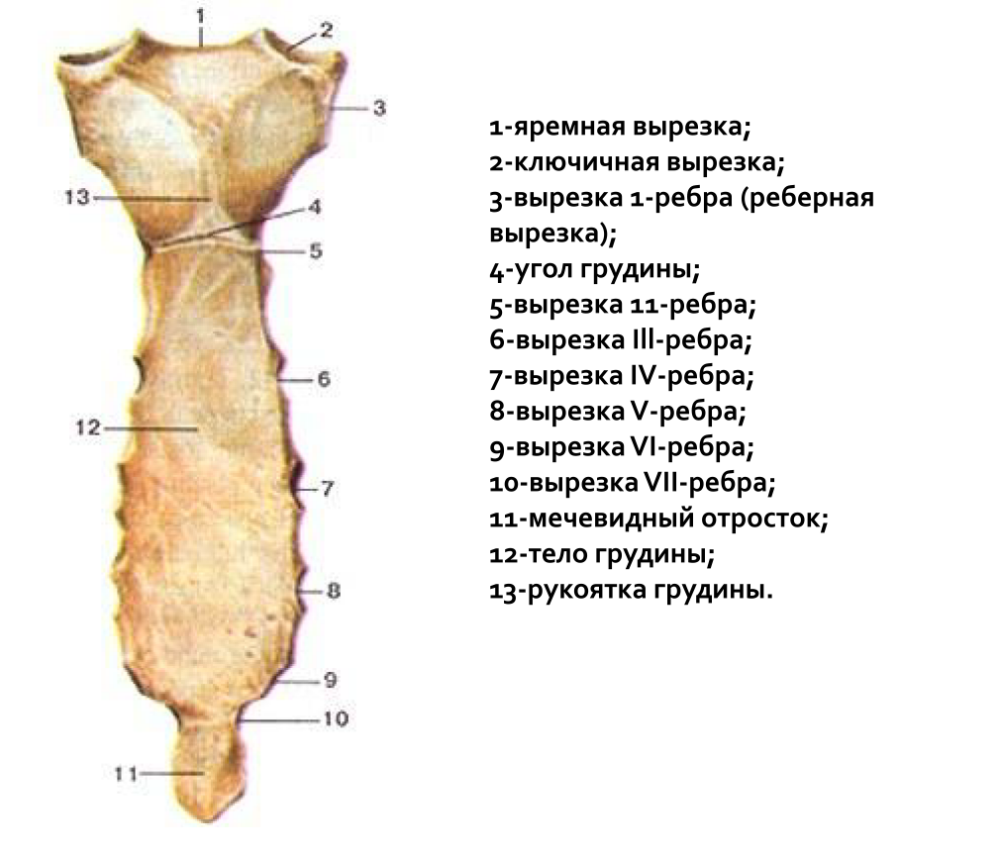 1
2
3
13
4
5
6
12
7
8
9
10
11
1-яремная вырезка;
2-ключичная вырезка;
3-вырезка 1-ребра (реберная
вырезка);
4-угол грудины;
5-вырезка 11-ребра;
6-вырезка Ill-ребра;
7-вырезка IV-ребра;
8-вырезка V-ребра;
9-вырезка VI-ребра;
10-вырезка VII-ребра;
11-мечевидный отросток;
12-тело грудины;
13-рукоятка грудины.